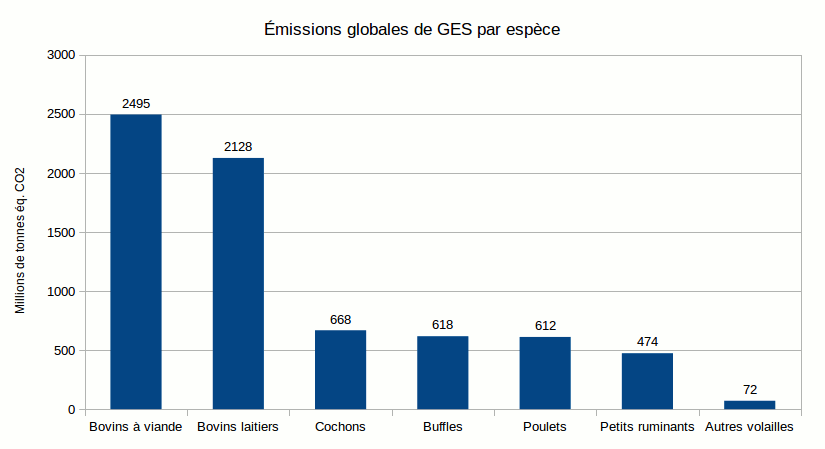 Émissions globales de GES par espèce
Millions de tonnes éq. CO2
3000
2500
2000
1500
1000
500
0
2495
2128
668
618
612
474
72
Bovins à viande
Bovins laitiers
Cochons
Buffles
Poulets
Petits ruminants
Autres volailles